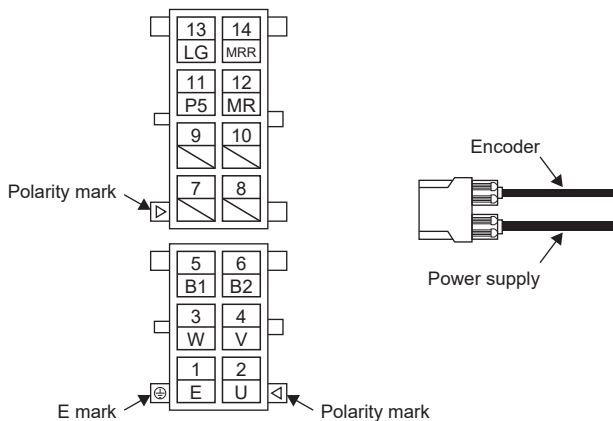 13 14
LG MRR
11 12
P5 MR
9 10
7 8
Polarity mark
5 6
B1 B2
3 4
W V
1 2
E U
E mark
Polarity mark
Encoder
Power supply